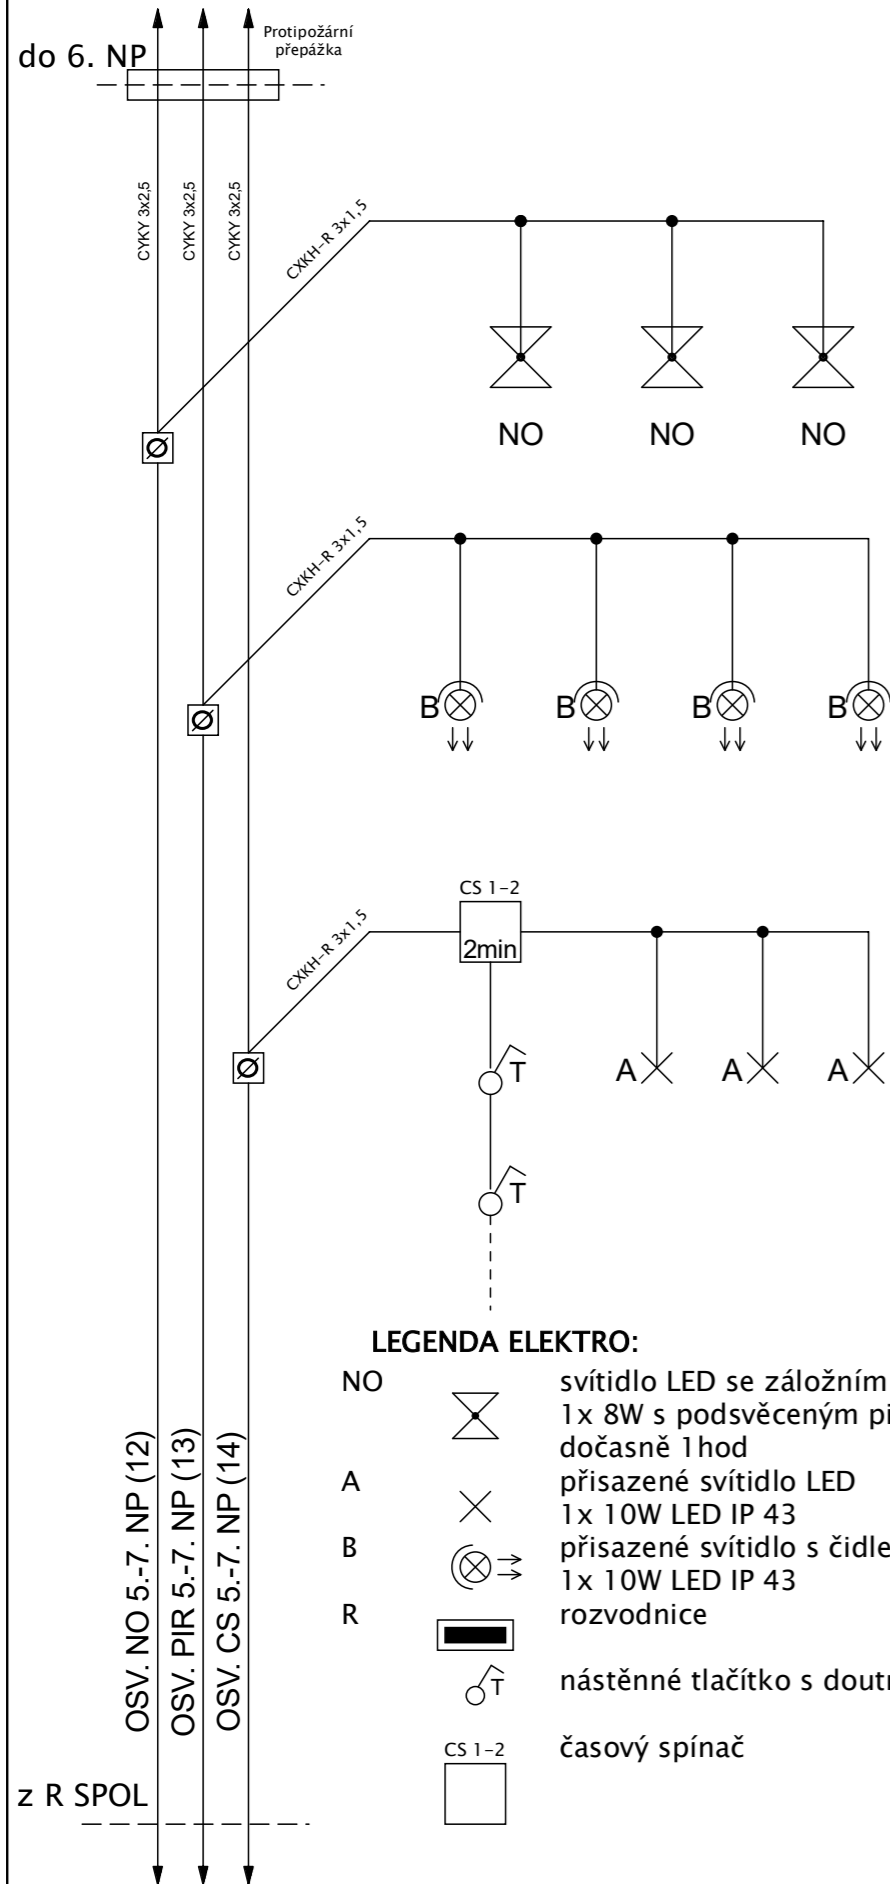 Protipožární
přepážka
do 6. NP
CYKY 3x2,5
CYKY 3x2,5
CYKY 3x2,5
CXKH-R 3x1,5
NO
NO
NO
CXKH-R 3x1,5
B
B
B
B
CS 1-2
2min
CXKH-R 3x1,5
T
A
A
A
T
LEGENDA ELEKTRO:
NO
svítidlo LED se záložním
1x 8W s podsvěceným pi
dočasně 1hod
A
přisazené svítidlo LED
1x 10W LED IP 43
B
přisazené svítidlo s čidle
1x 10W LED IP 43
R
rozvodnice
T
nástěnné tlačítko s doutn
CS 1-2
časový spínač
OSV. NO 5.-7. NP (12)
OSV. PIR 5.-7. NP (13)
OSV. CS 5.-7. NP (14)
z R SPOL